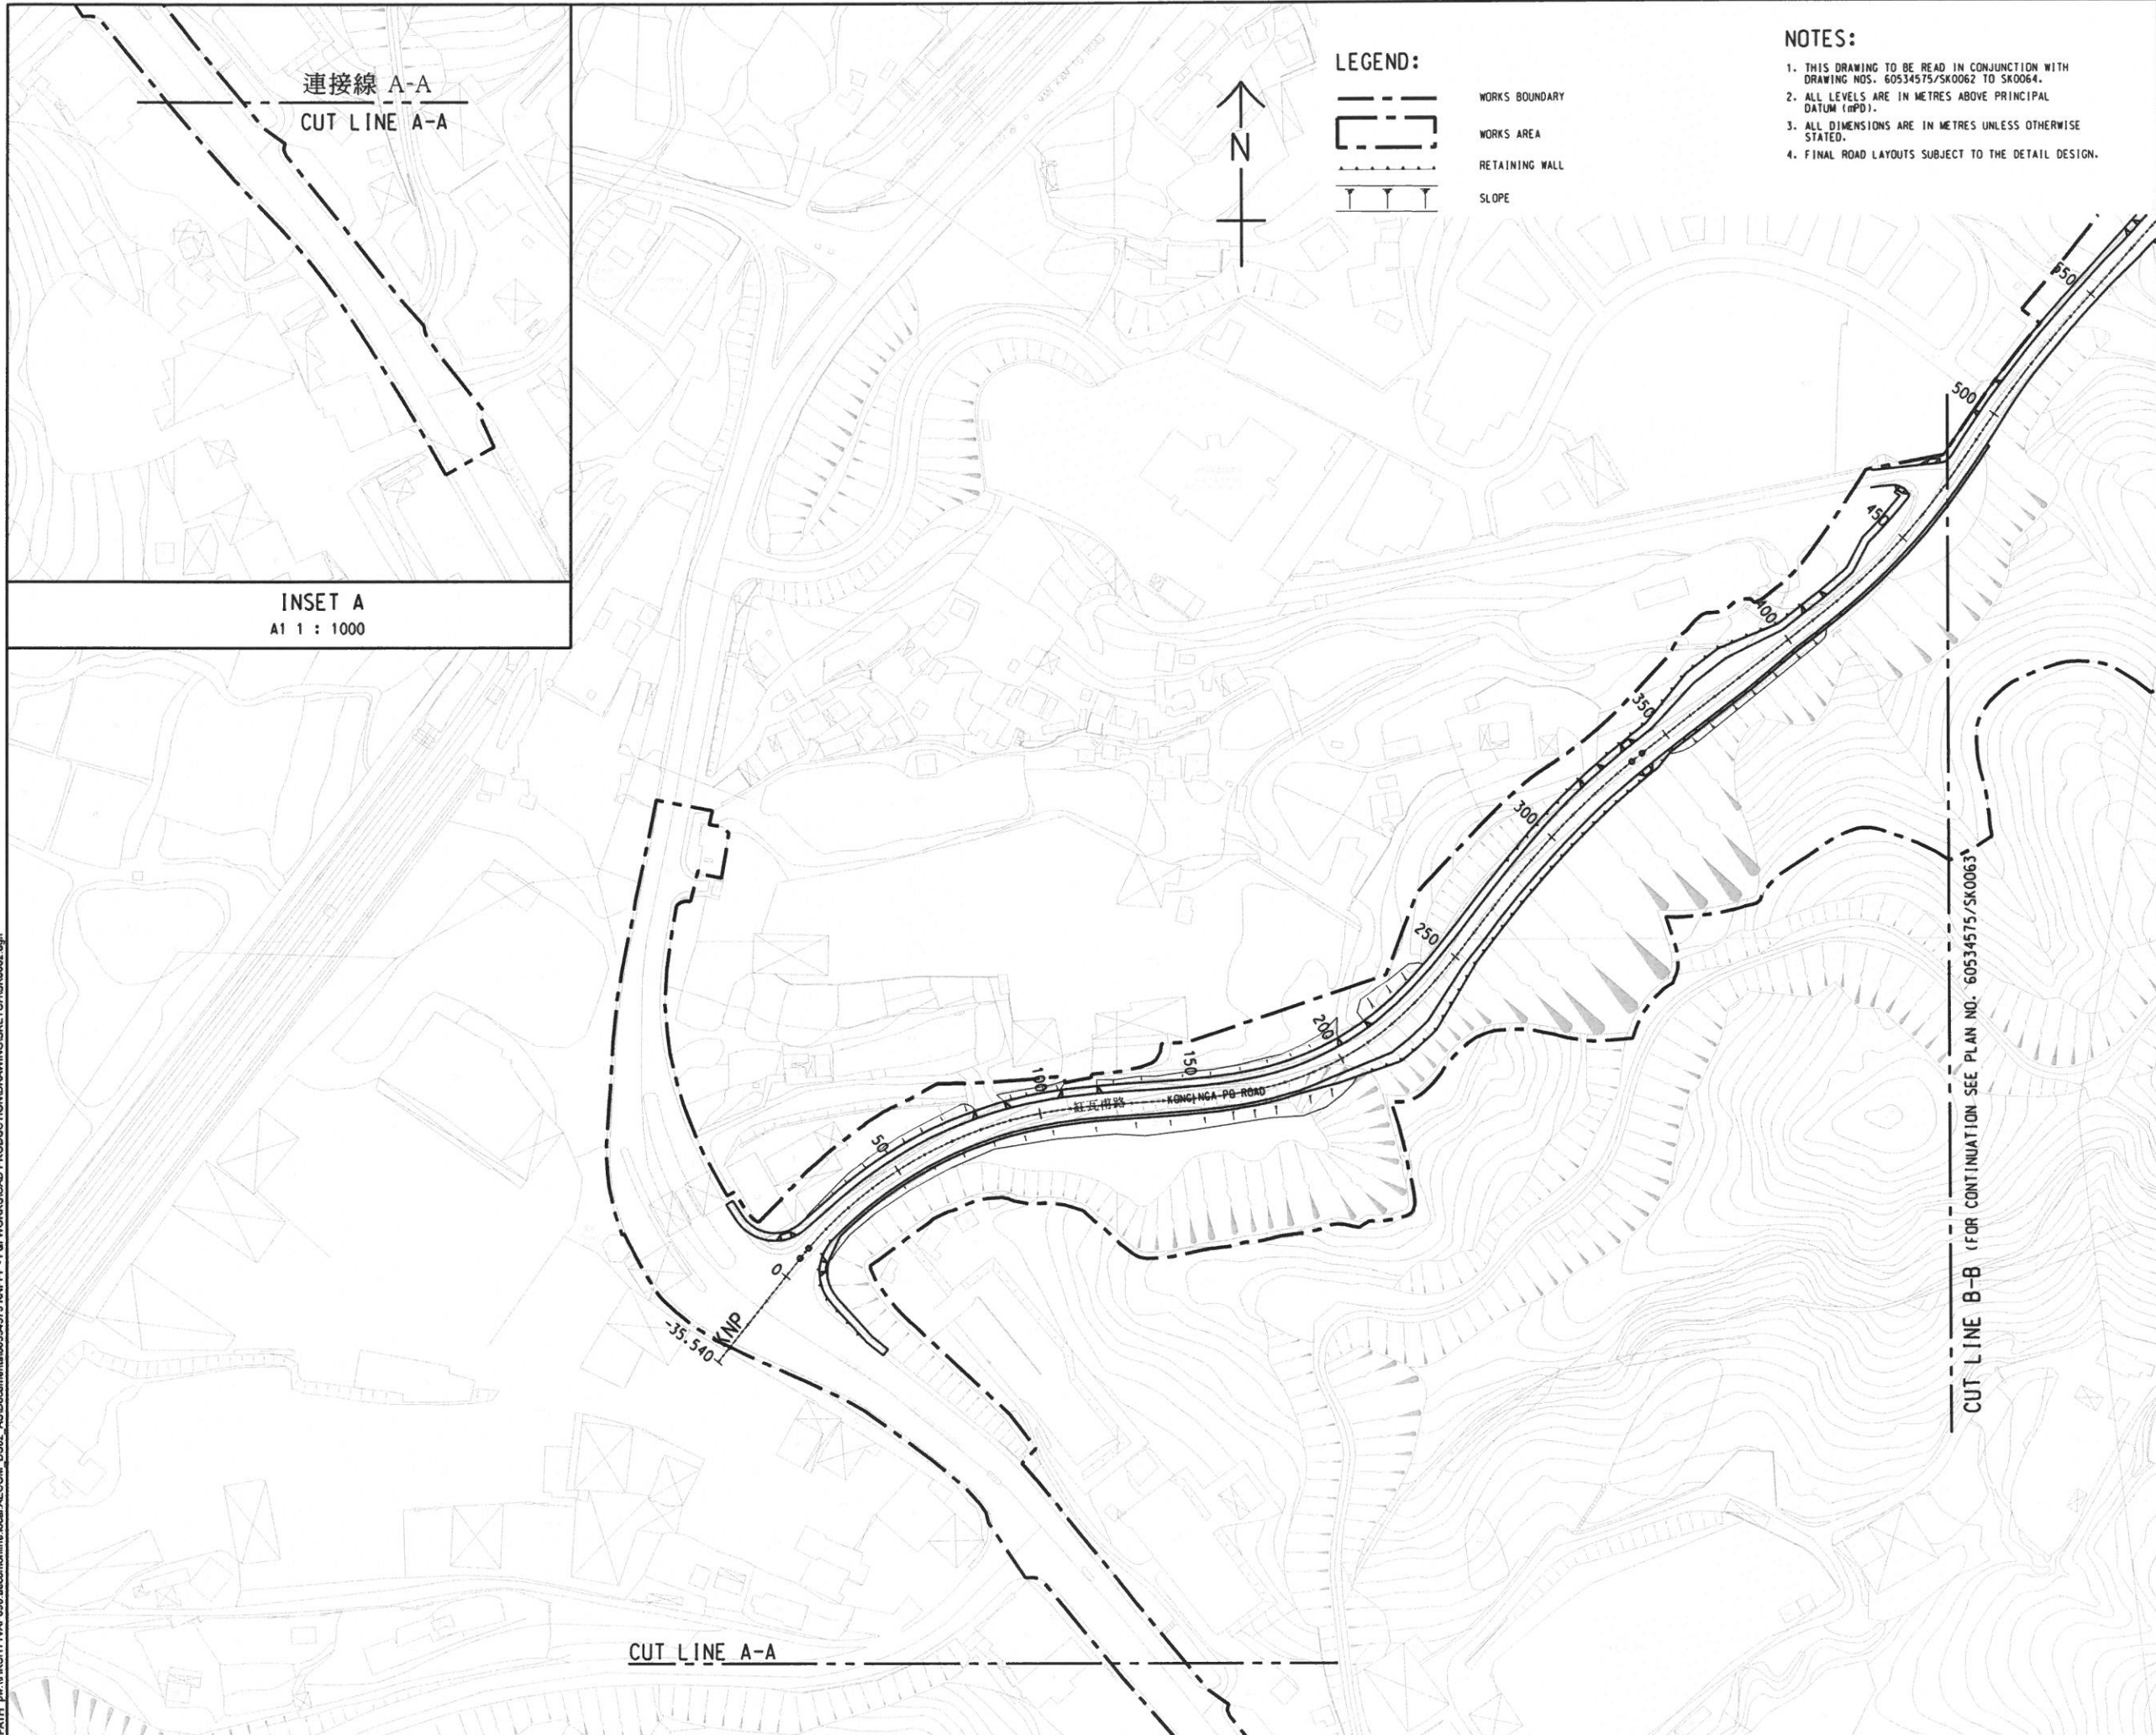 連接線 A-A
CUT LINE A-A
INSET A
A1 1 : 1000
N
LEGEND:
WORKS BOUNDARY
WORKS AREA
RETAINING WALL
SLOPE
NOTES:
1. THIS DRAWING TO BE READ IN CONJUNCTION WITH
DRAWING NOS. 60534575/SK0062 TO SK0064.
2. ALL LEVELS ARE IN METRES ABOVE PRINCIPAL
DATUM (mPD).
3. ALL DIMENSIONS ARE IN METRES UNLESS OTHERWISE
STATED.
4. FINAL ROAD LAYOUTS SUBJECT TO THE DETAIL DESIGN.
550
500
450
400
350
300
250
200
150
100
紅瓦甫路 KONG NGA PO ROAD
50
0
KNP
-35.540
CUT LINE B-B (FOR CONTINUATION SEE PLAN NO. 60534575/SK0063)
CUT LINE A-A